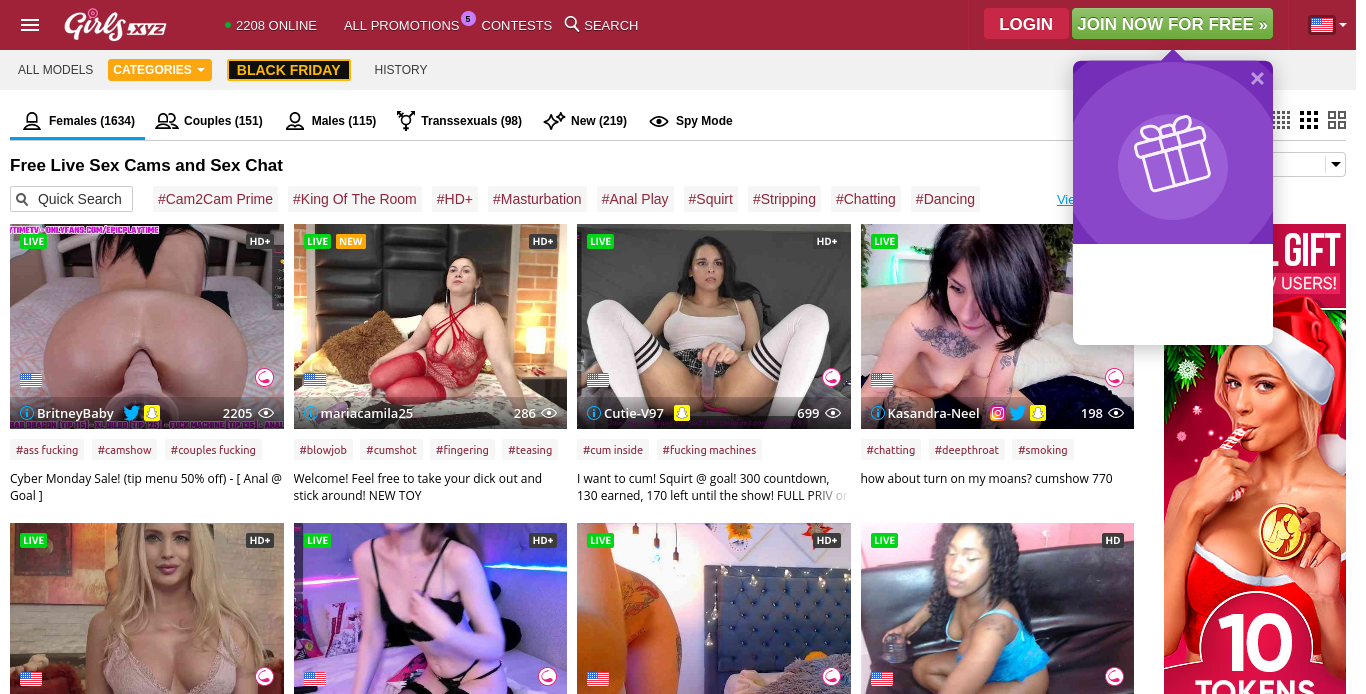 GirlsXYZ
2208 ONLINE
ALL PROMOTIONS 5
CONTESTS
SEARCH
LOGIN
JOIN NOW FOR FREE »
ALL MODELS
CATEGORIES
BLACK FRIDAY
HISTORY
Females (1634)
Couples (151)
Males (115)
Transsexuals (98)
New (219)
Spy Mode
Free Live Sex Cams and Sex Chat
Quick Search
#Cam2Cam Prime
#King Of The Room
#HD+
#Masturbation
#Anal Play
#Squirt
#Stripping
#Chatting
#Dancing
LIVE
HD+
BritneyBaby
2205
LIVE
NEW
HD+
mariacamila25
286
LIVE
HD+
Cutie-V97
699
LIVE
Kasandra-Neel
198
#ass fucking
#camshow
#couples fucking
#blowjob
#cumshot
#fingering
#teasing
#cum inside
#fucking machines
#chatting
#deepthroat
#smoking
Cyber Monday Sale! (tip menu 50% off) - [ Anal @
Goal ]
Welcome! Feel free to take your dick out and
stick around! NEW TOY
I want to cum! Squirt @ goal! 300 countdown,
130 earned, 170 left until the show! FULL PRIV or
how about turn on my moans? cumshow 770
LIVE
HD+
LIVE
HD+
LIVE
HD+
LIVE
HD
GIFT
USERS!
10
TOKENS